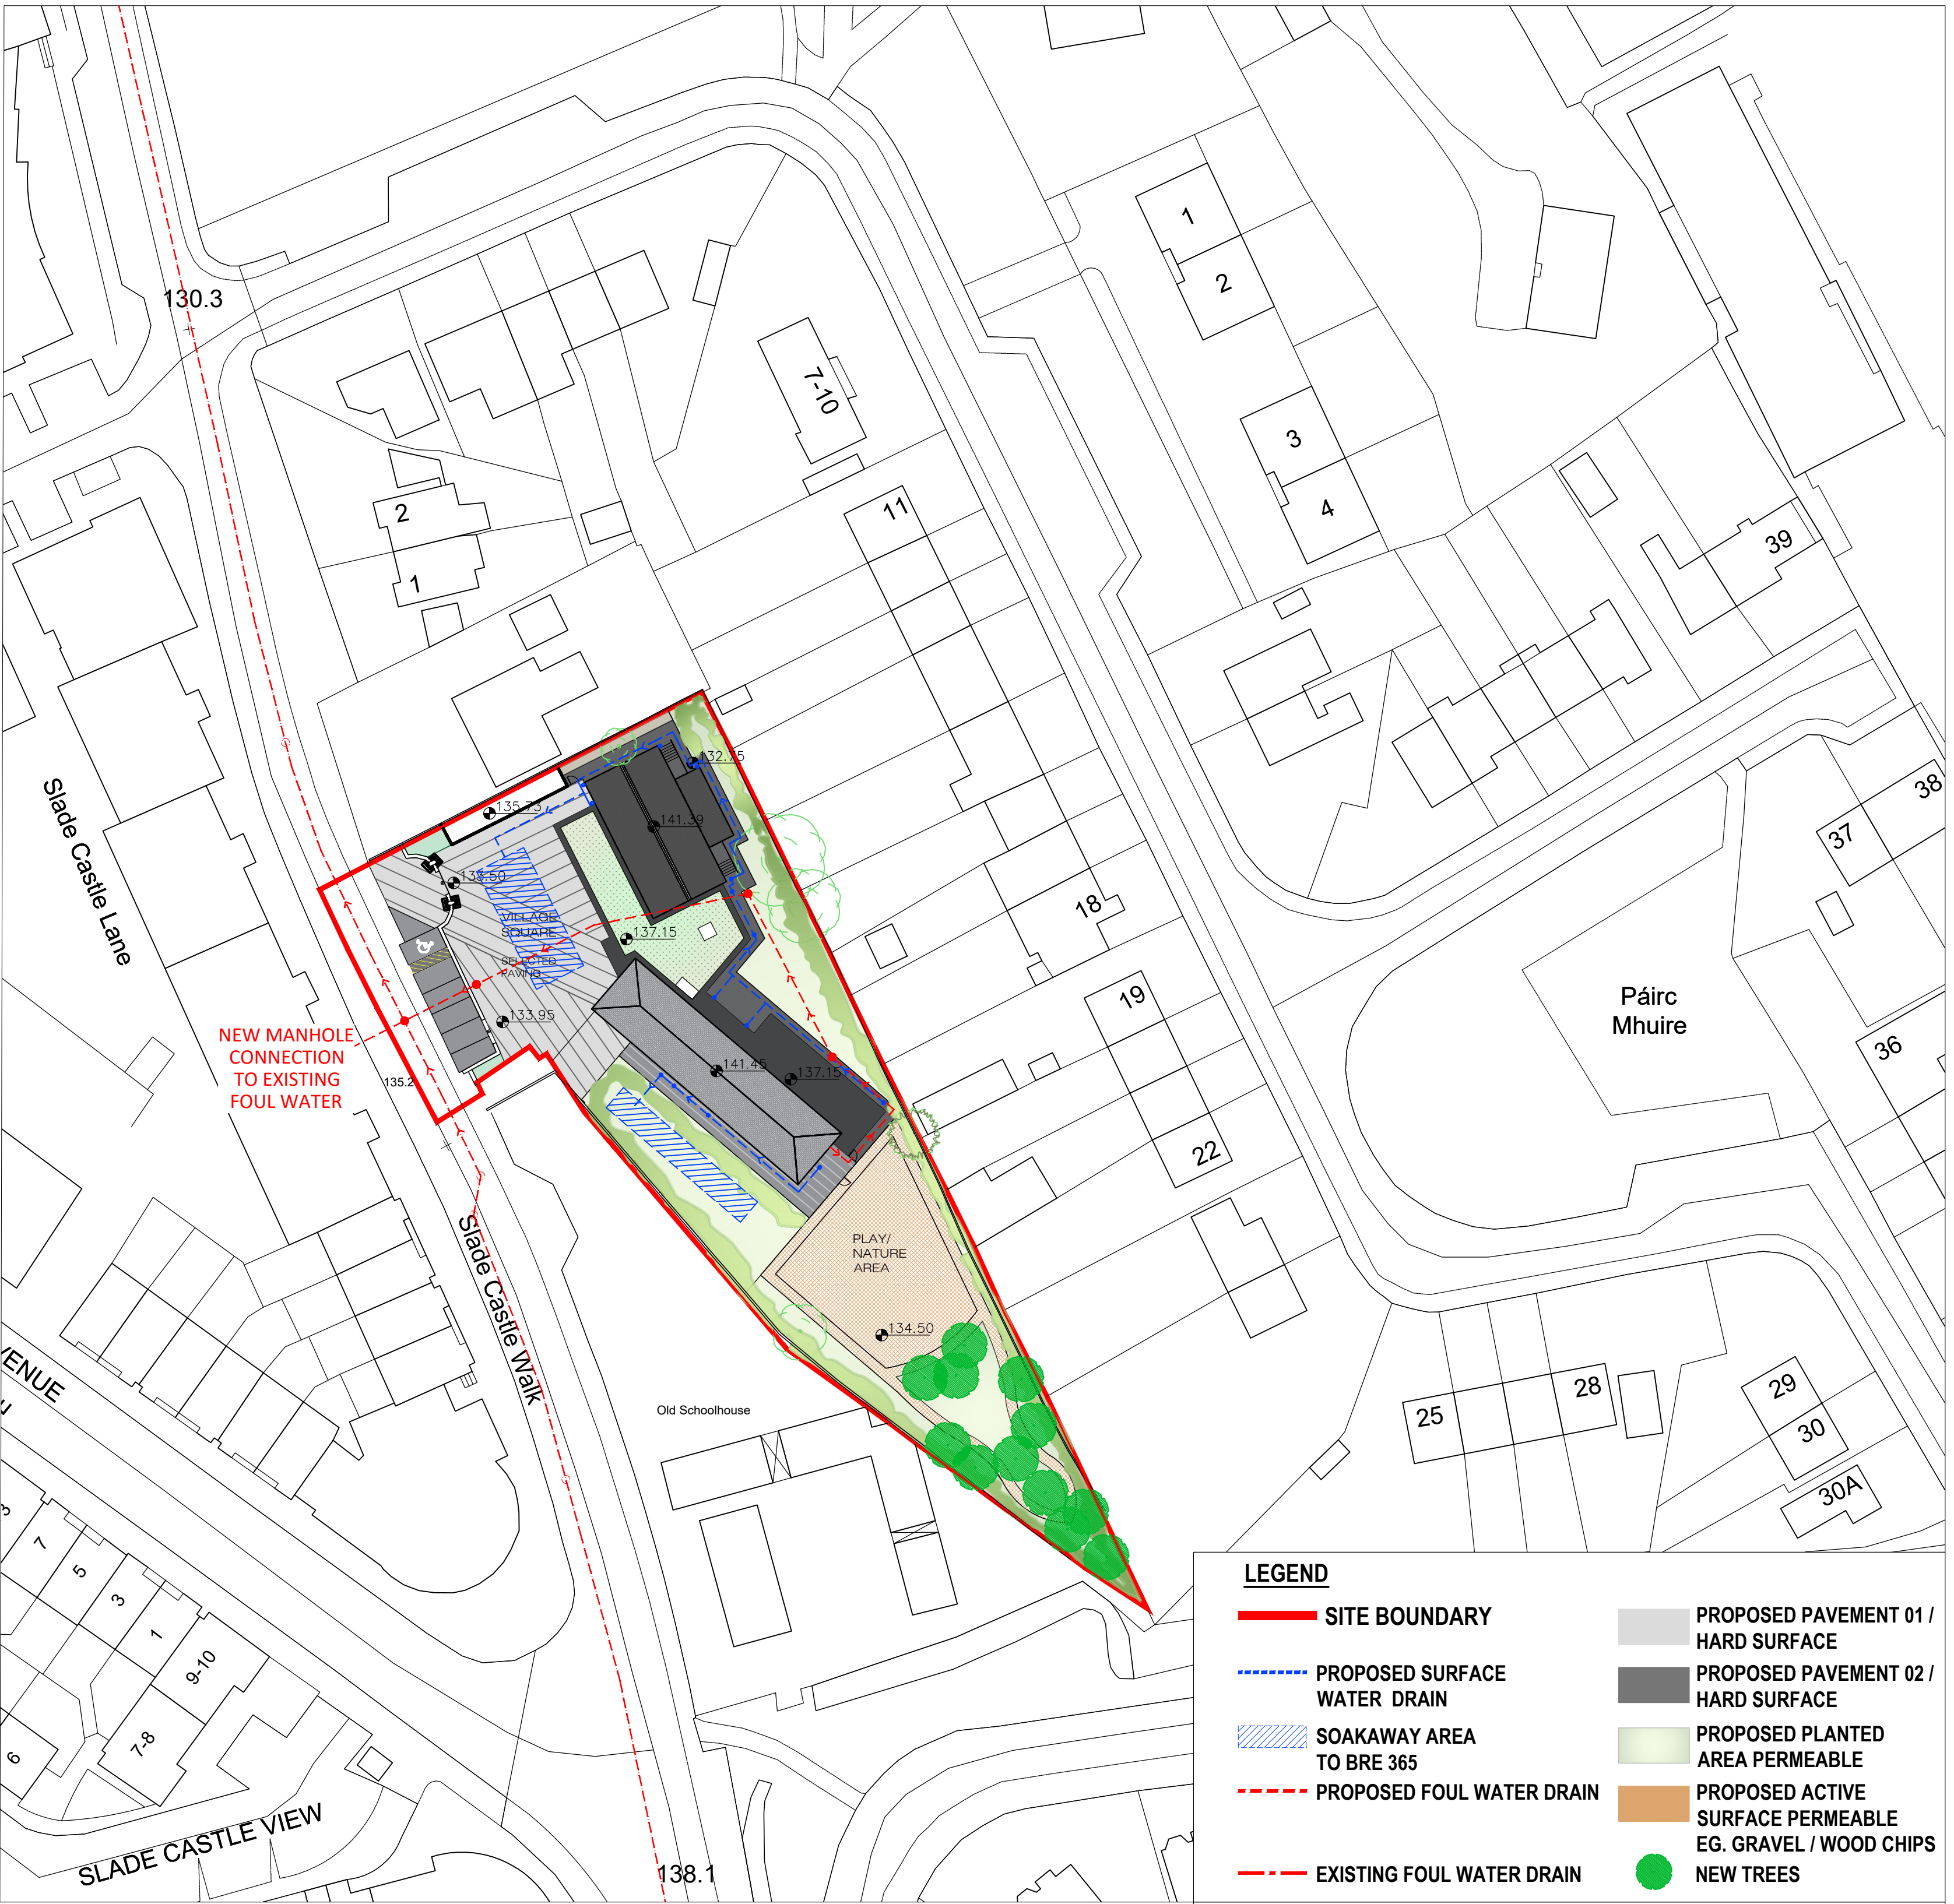 130.3
1
2
7-10
3
4
2
11
1
39
Slade Castle Lane
132.75
135.73
141.39
133.50
VILLAGE
SQUARE
137.15
SELECTED
PAVING
133.95
18
19
22
38
37
36
Páirc
Mhuire
NEW MANHOLE
CONNECTION
TO EXISTING
FOUL WATER
135.2
141.45
137.15
PLAY/
NATURE
AREA
134.50
Slade Castle Walk
Old Schoolhouse
25
28
29
30
30A
VENUE
3
7
5
3
1
9-10
7-8
6
SLADE CASTLE VIEW
138.1
LEGEND
SITE BOUNDARY
PROPOSED SURFACE
WATER DRAIN
SOAKAWAY AREA
TO BRE 365
PROPOSED FOUL WATER DRAIN
EXISTING FOUL WATER DRAIN
PROPOSED PAVEMENT 01 /
HARD SURFACE
PROPOSED PAVEMENT 02 /
HARD SURFACE
PROPOSED PLANTED
AREA PERMEABLE
PROPOSED ACTIVE
SURFACE PERMEABLE
EG. GRAVEL / WOOD CHIPS
NEW TREES